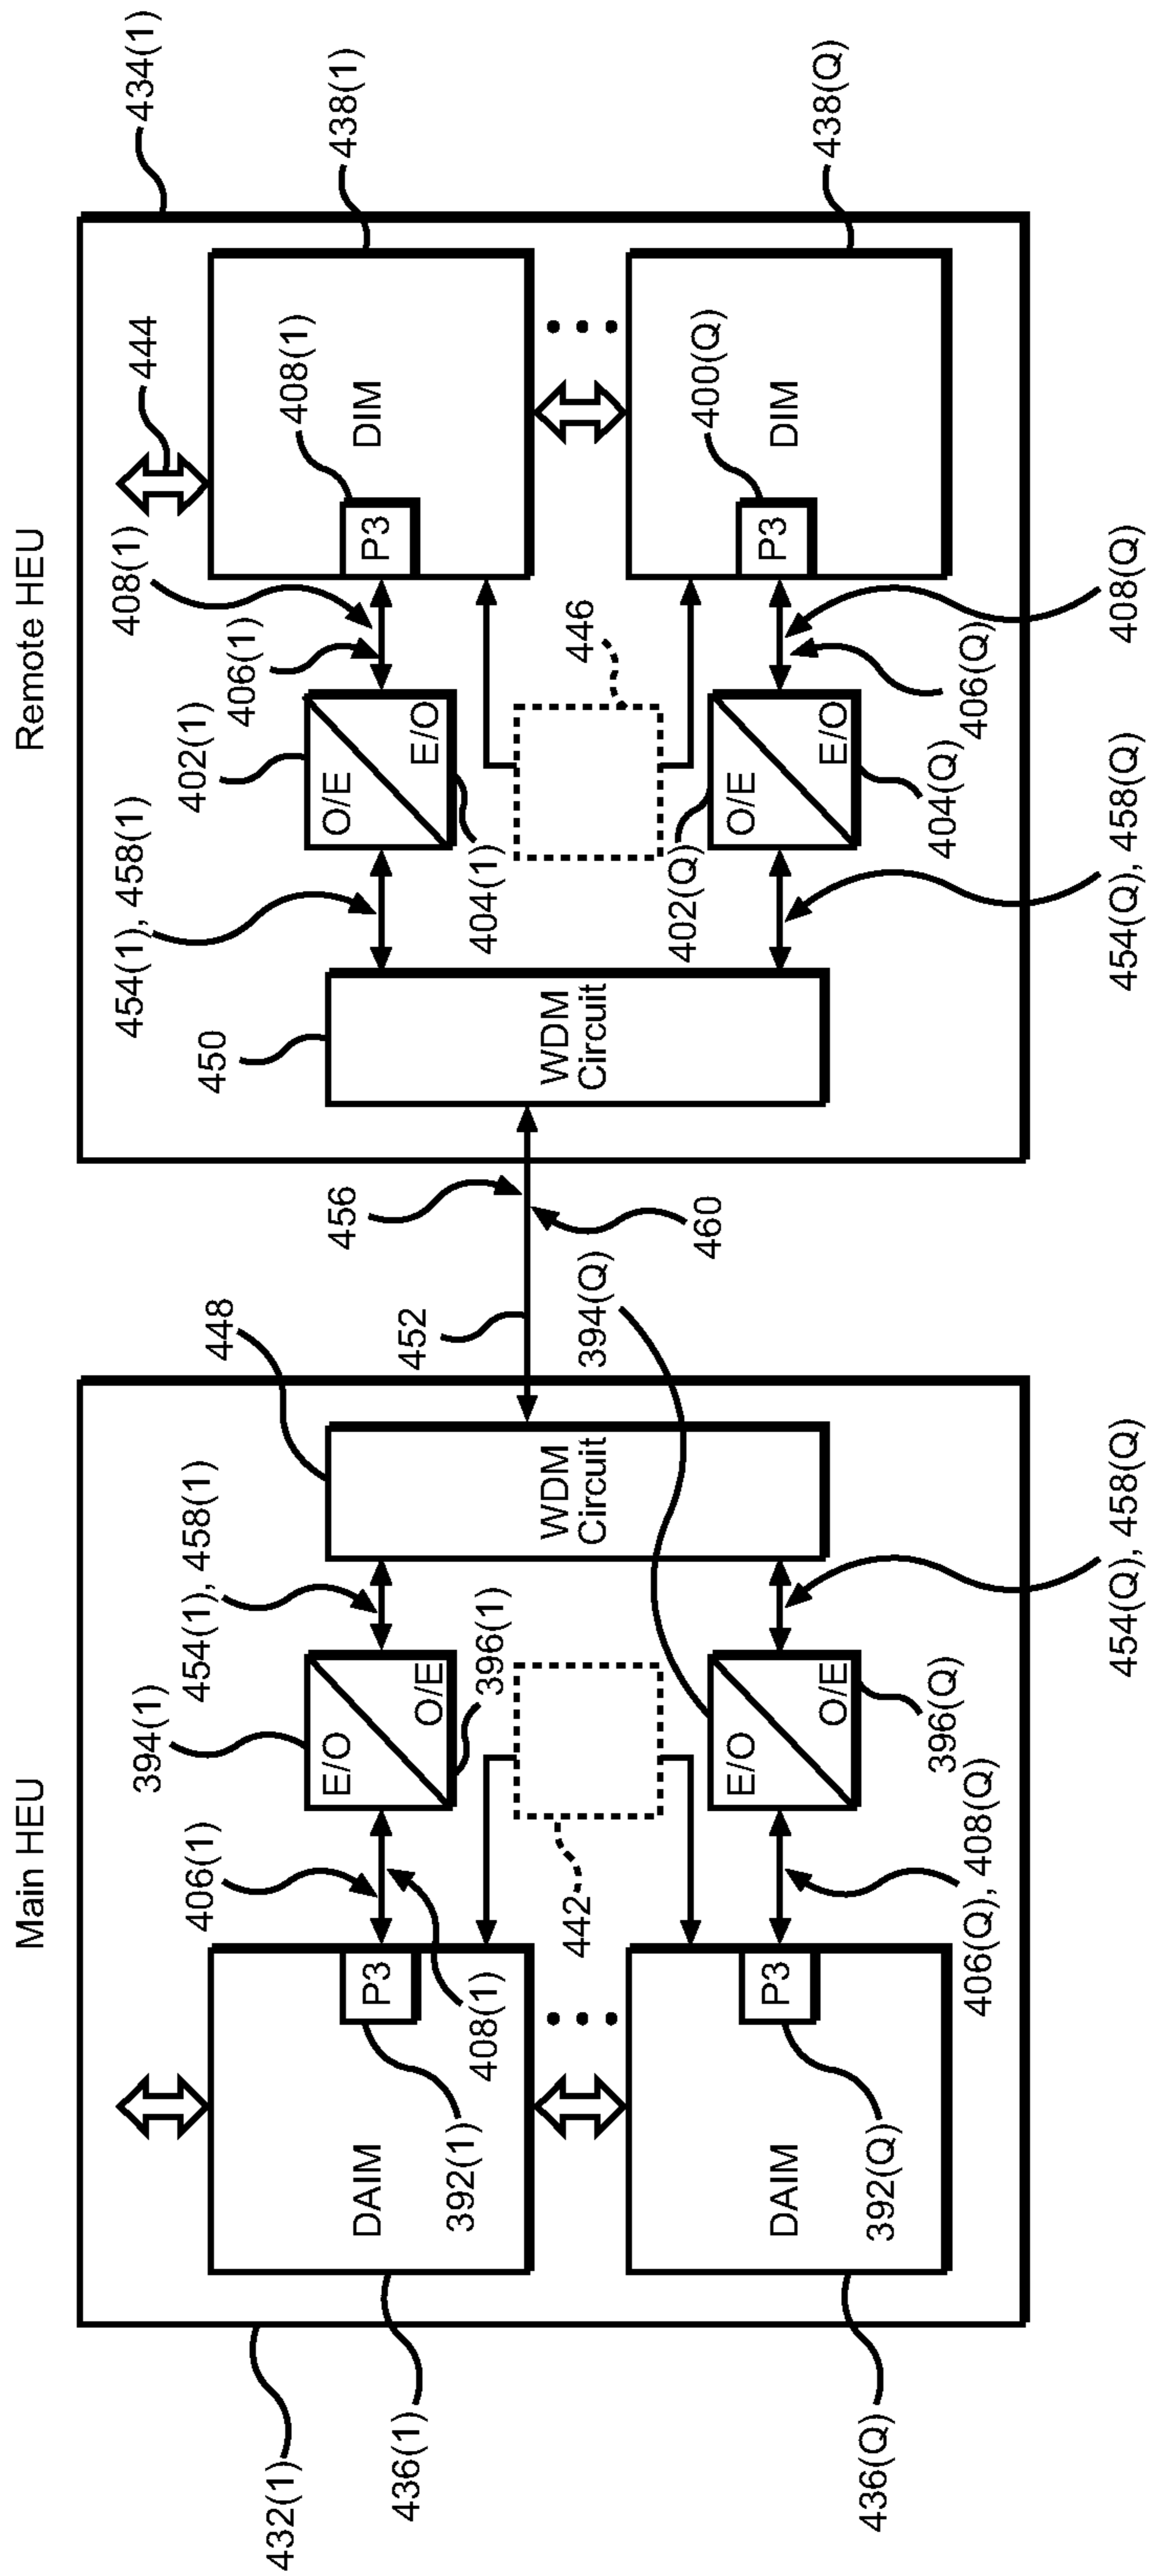 Main HEU
Remote HEU
432(1)
436(1)
436(Q)
DAIM
392(1)
P3
406(1)
408(1)
394(1)
E/O
O/E
396(1)
454(1), 458(1)
448
WDM
Circuit
442
DAIM
392(Q)
P3
406(Q), 408(Q)
E/O
O/E
396(Q)
394(Q)
454(Q), 458(Q)
452
456
460
450
WDM
Circuit
454(1), 458(1)
402(1)
O/E
E/O
404(1)
406(1)
408(1)
P3
408(1)
DIM
444
434(1)
438(1)
446
402(Q)
O/E
E/O
404(Q)
454(Q), 458(Q)
406(Q)
408(Q)
P3
400(Q)
DIM
438(Q)